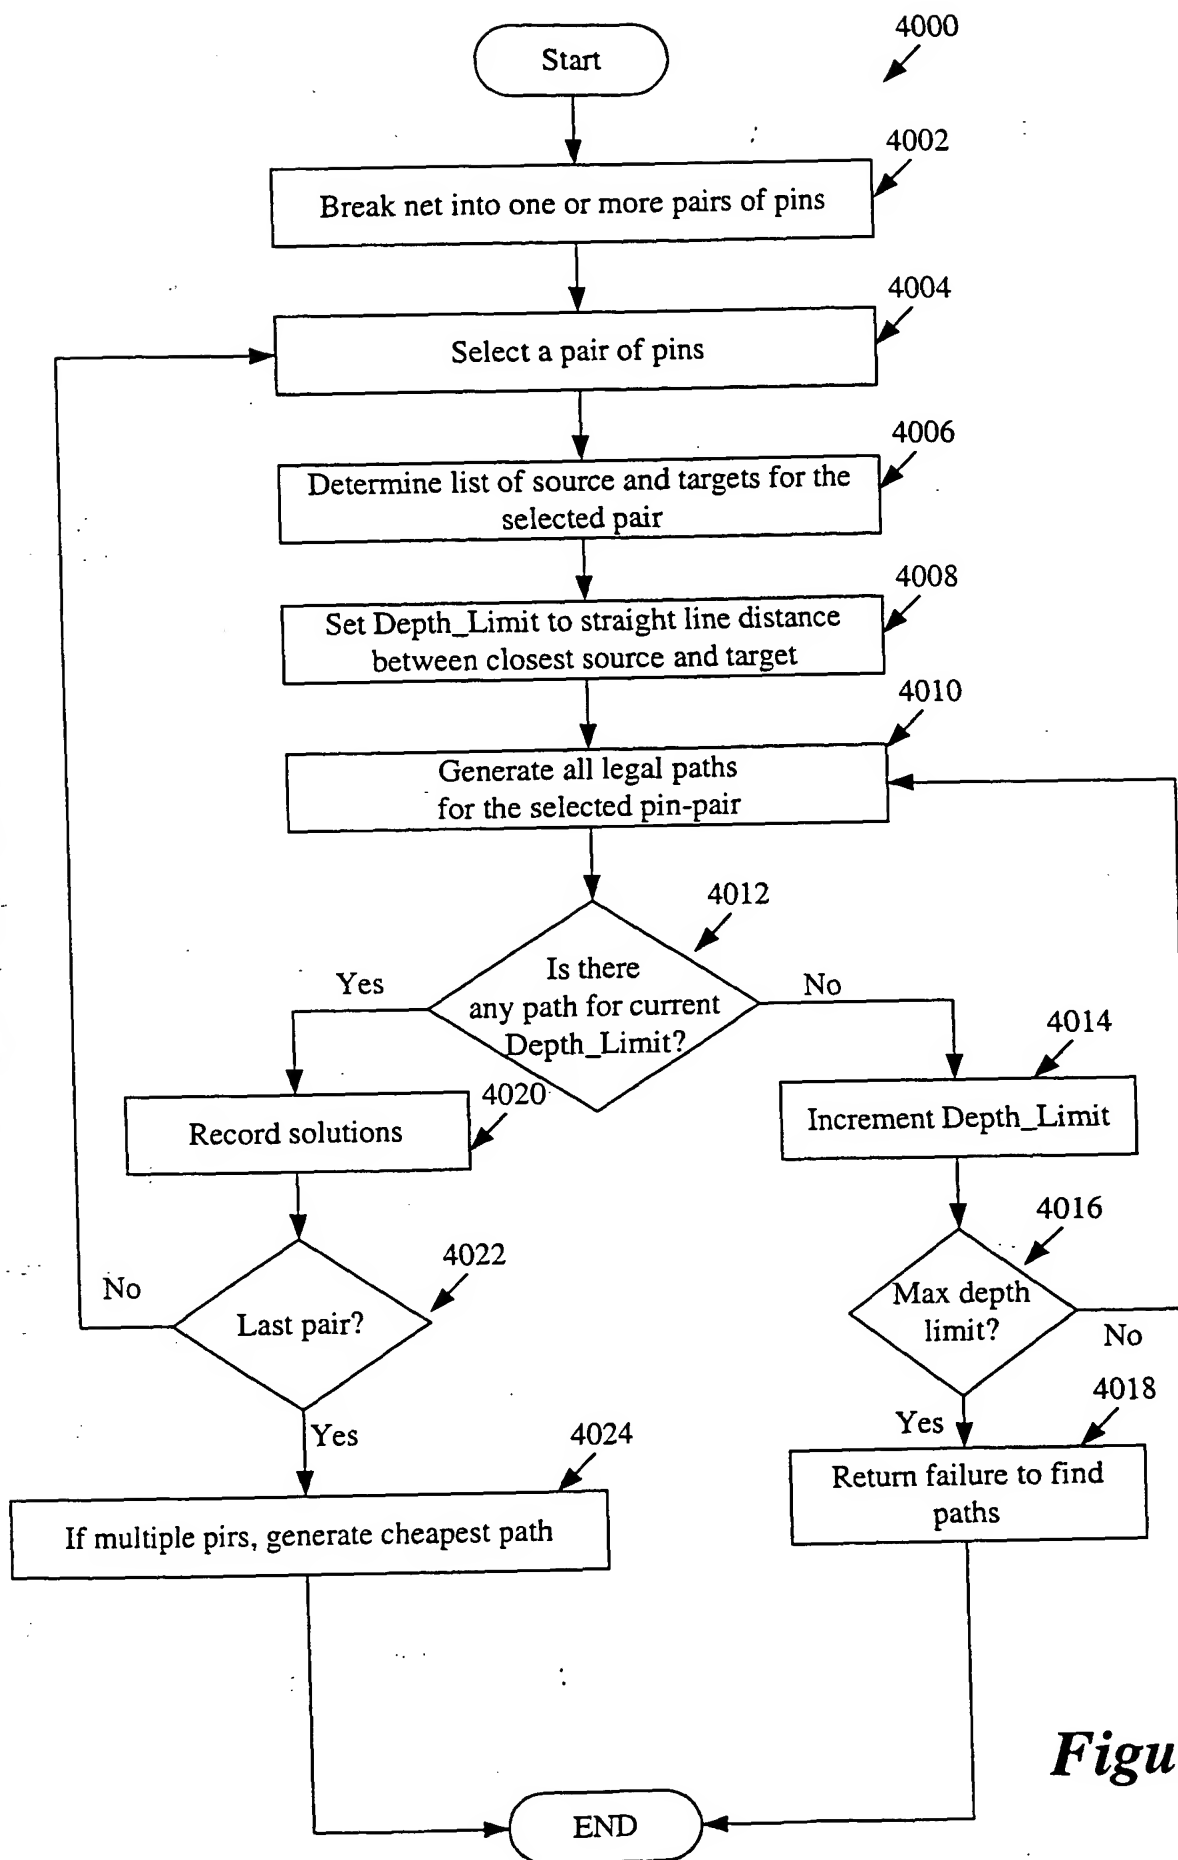 4000
Start
4002
Break net into one or more pairs of pins
4004
Select a pair of pins
4006
Determine list of source and targets for the
selected pair
4008
Set Depth_Limit to straight line distance
between closest source and target
4010
Generate all legal paths
for the selected pin-pair
4012
Is there
any path for current
Depth_Limit?
Yes
No
4014
Increment Depth_Limit
4020
Record solutions
4016
Max depth
limit?
No
4022
Last pair?
No
Yes
4018
Yes
Return failure to find
paths
4024
If multiple pirs, generate cheapest path
Figu
END